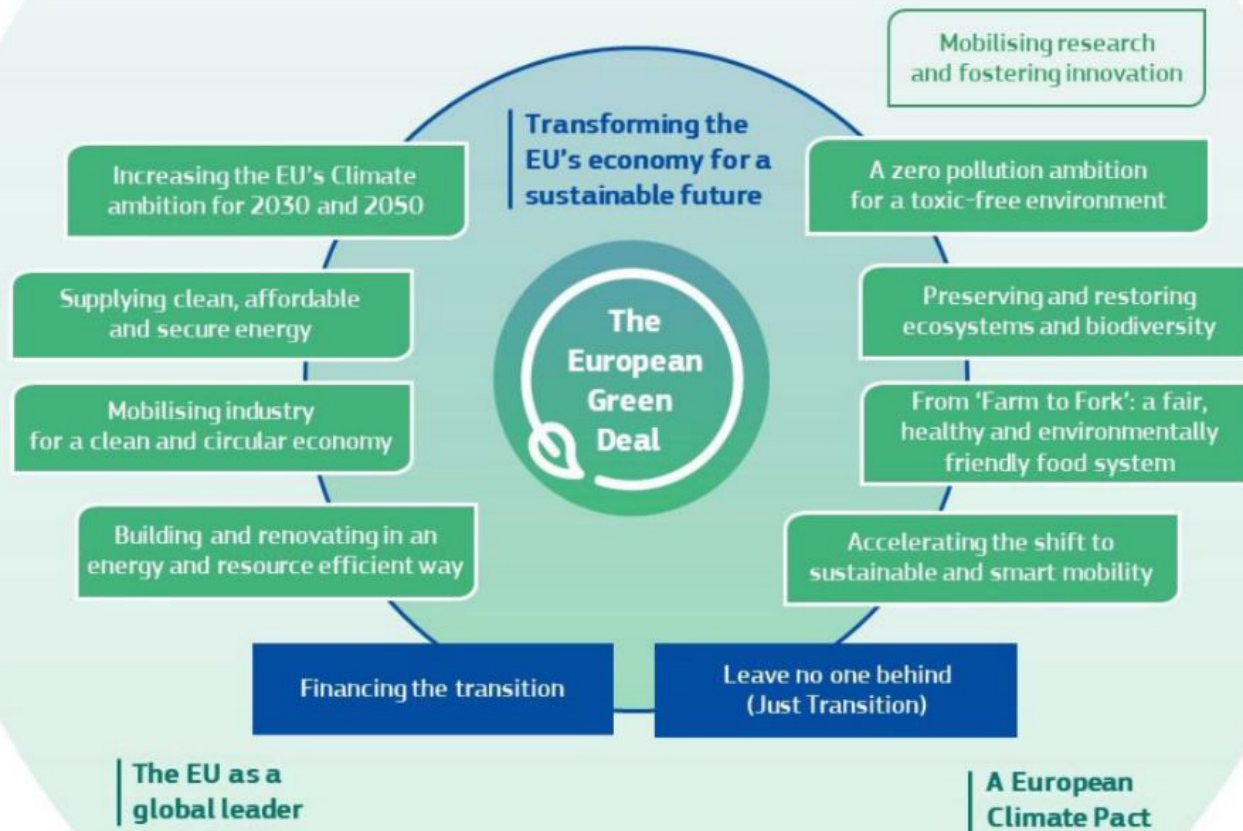 Mobilising research
and fostering innovation
Transforming the
EU's economy for a
sustainable future
Increasing the EU's Climate
ambition for 2030 and 2050
A zero pollution ambition
for a toxic-free environment
Supplying clean, affordable
and secure energy
Preserving and restoring
ecosystems and biodiversity
The
European
Green
Deal
Mobilising industry
for a clean and circular economy
From ‘Farm to Fork’: a fair,
healthy and environmentally
friendly food system
Building and renovating in an
energy and resource efficient way
Accelerating the shift to
sustainable and smart mobility
Financing the transition
Leave no one behind
(Just Transition)
The EU as a
global leader
A European
Climate Pact